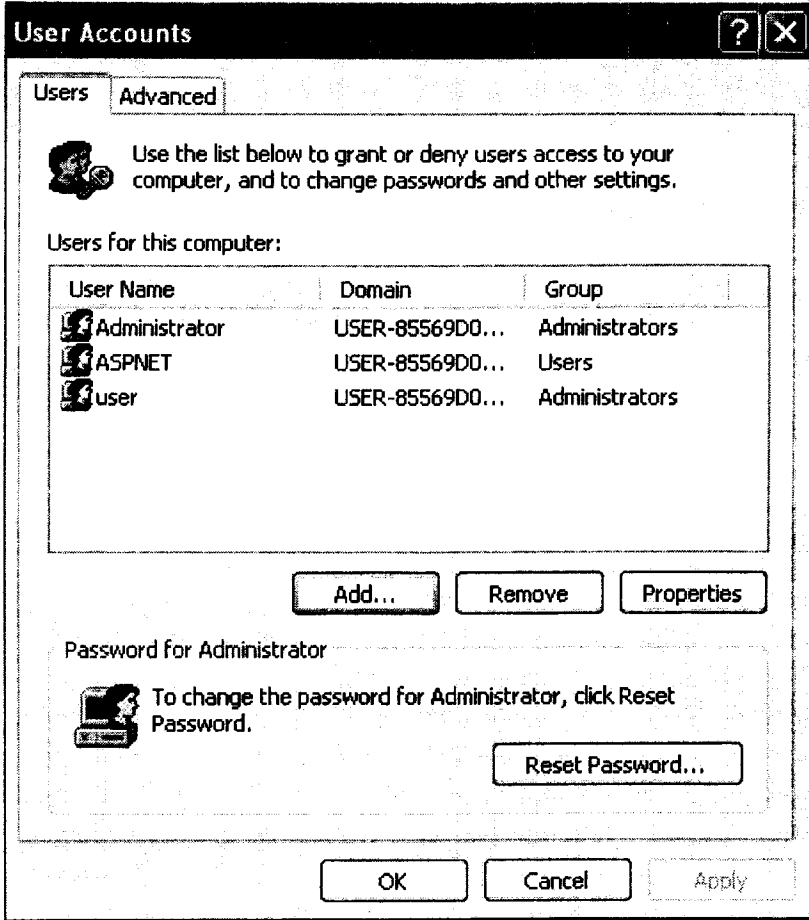 User Accounts
Users Advanced
Use the list below to grant or deny users access to your
computer, and to change passwords and other settings.
Users for this computer:
User Name Domain Group
Administrator USER-85569D0... Administrators
ASPNET USER-85569D0... Users
user USER-85569D0... Administrators
Add... Remove Properties
Password for Administrator
To change the password for Administrator, click Reset
Password.
Reset Password...
OK Cancel Apply